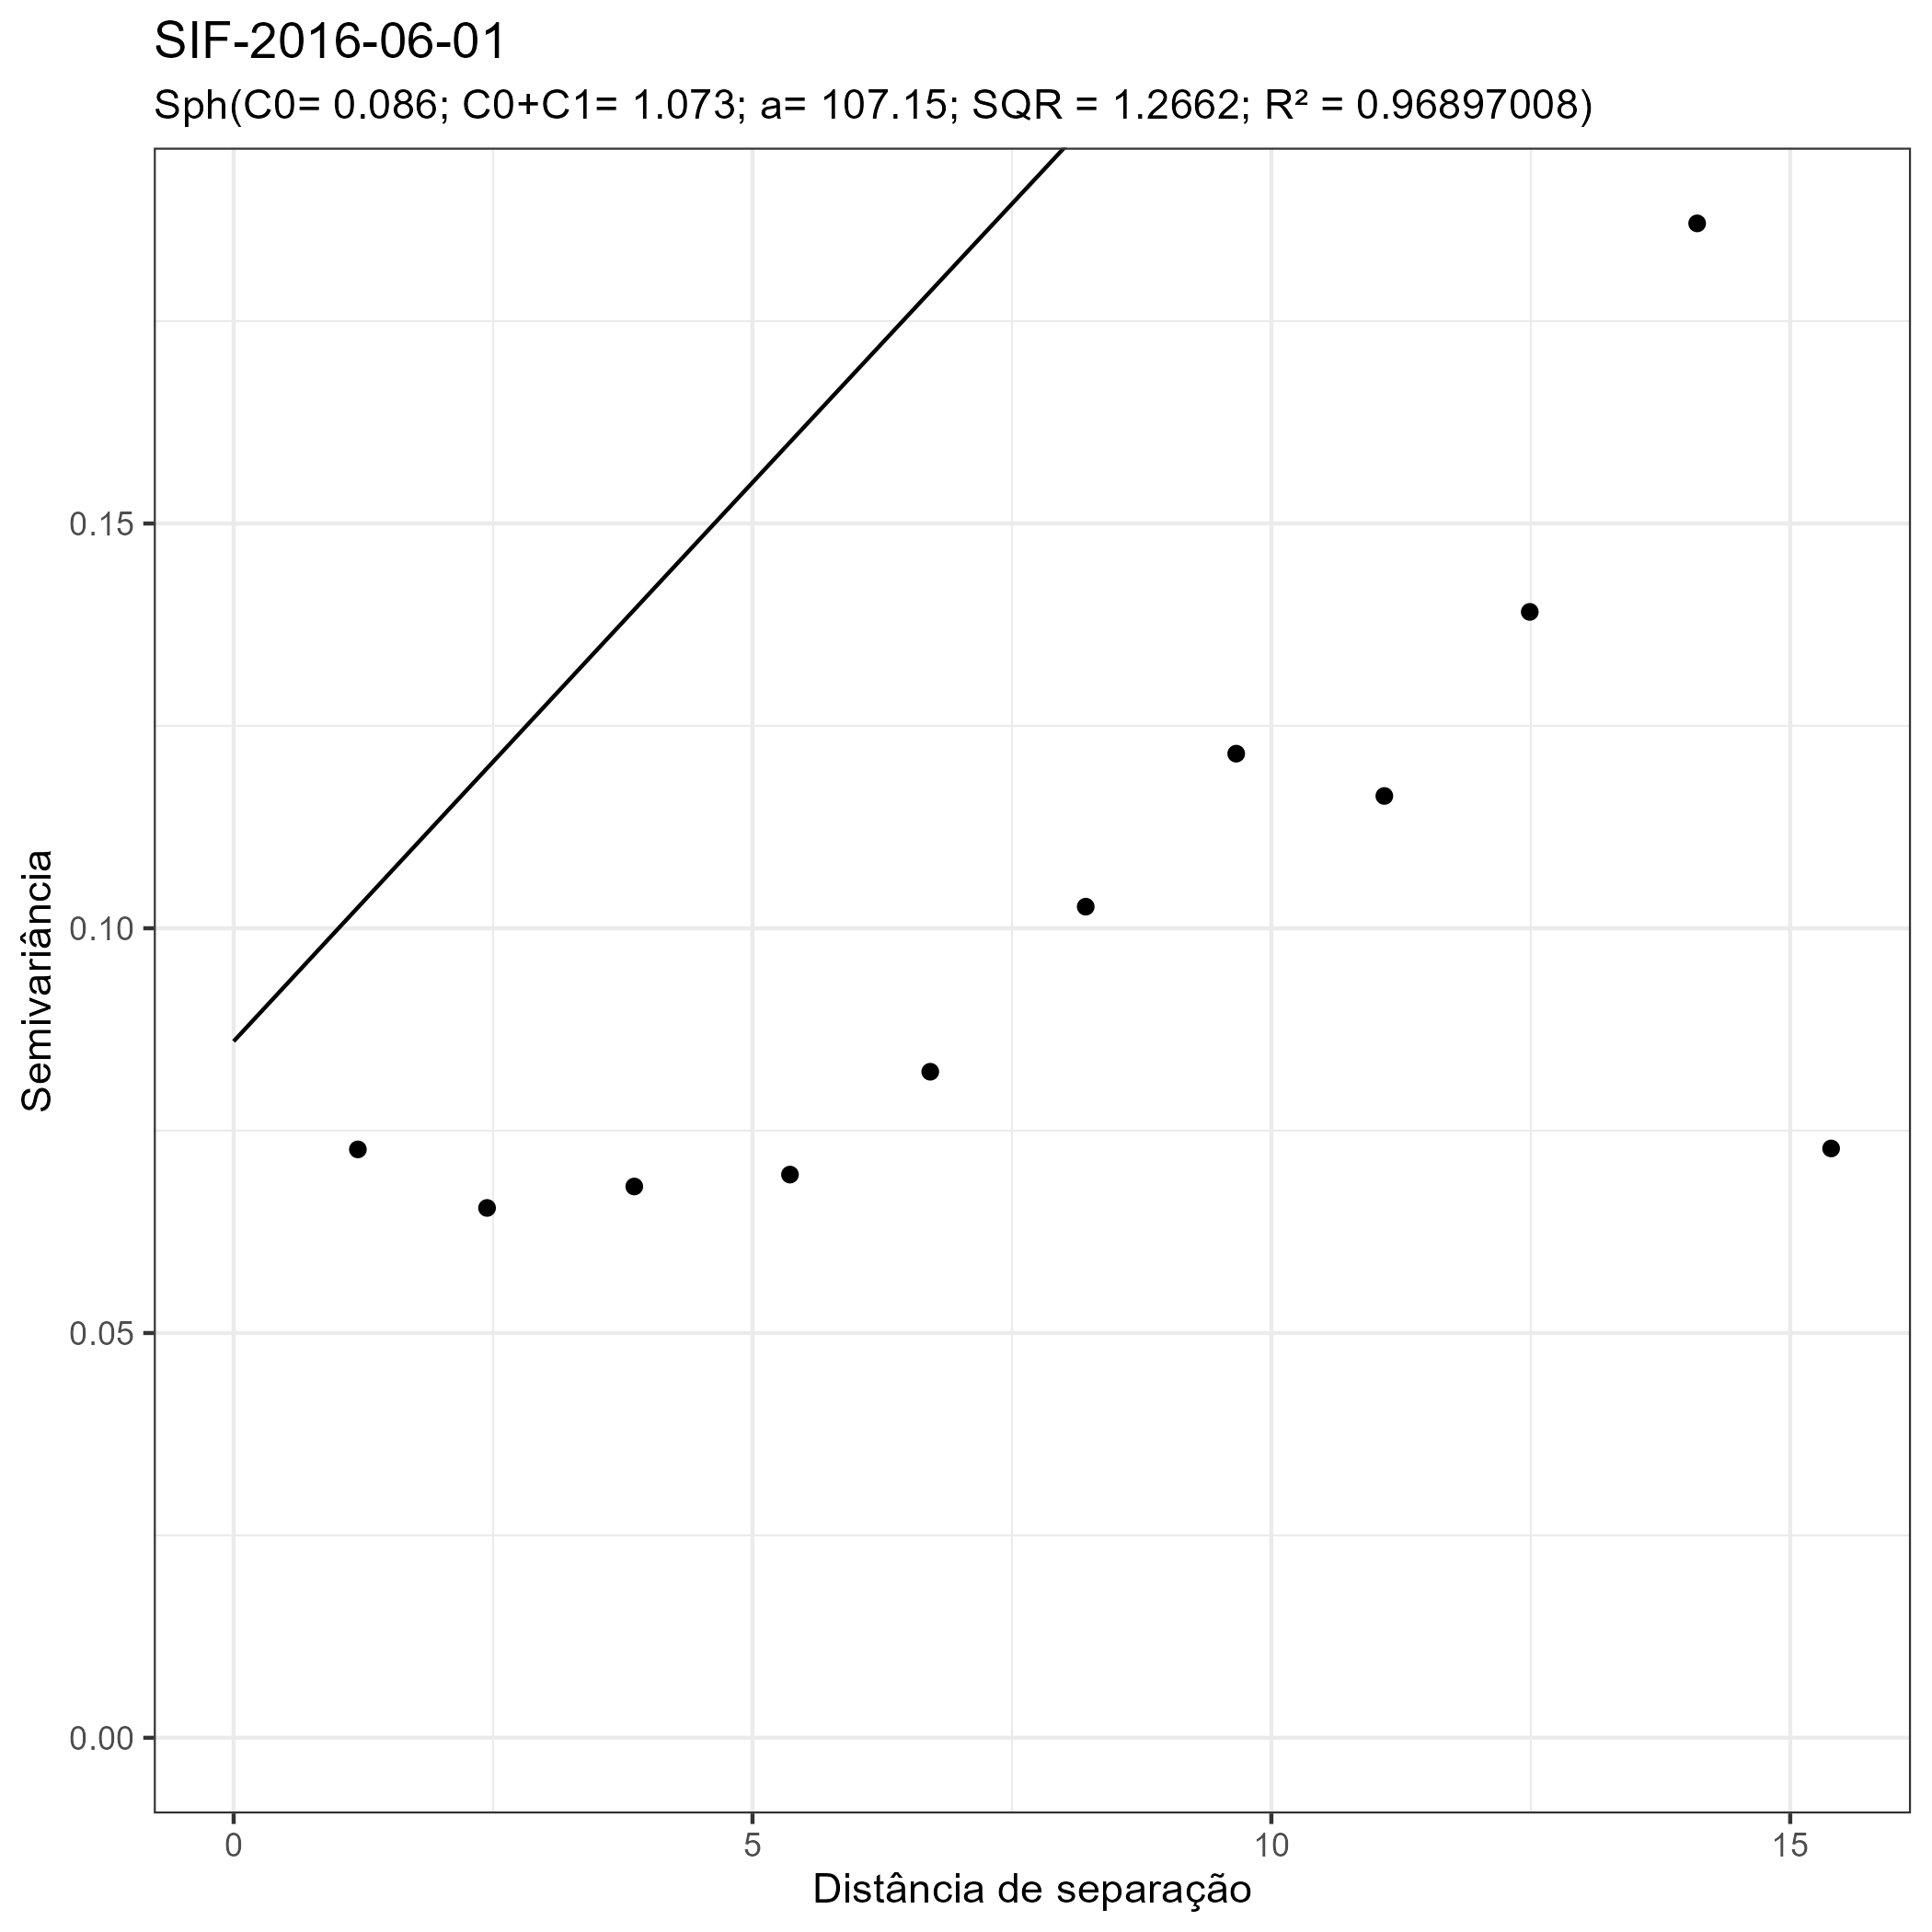 SIF-2016-06-01
Sph(C0= 0.086; C0+C1= 1.073; a= 107.15; SQR = 1.2662; R² = 0.96897008)
Semivariância
0.15
0.10
0.05
0.00
0 5 10 15
Distância de separação